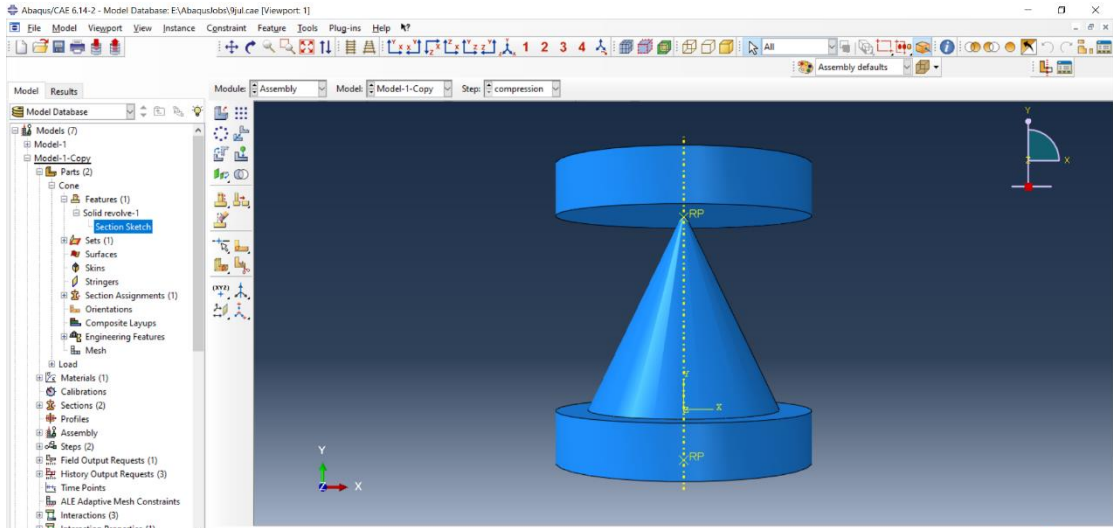 Abaqus/CAE 6.14-2 - Model Database: E:\AbaqusJobs\9jul.cae [Viewport: 1]
File Model Viewport View Instance Constraint Feature Tools Plug-ins Help
1 2 3 4 All
Assembly defaults
Model Results
Module: Assembly Model: Model-1-Copy Step: compression
Model Database
Models (7)
Model-1
Model-1-Copy
Parts (2)
Cone
Features (1)
Solid revolve-1
Section Sketch
Sets (1)
Surfaces
Skins
Stringers
Section Assignments (1)
Orientations
Composite Layups
Engineering Features
Mesh
Load
Materials (1)
Calibrations
Sections (2)
Profiles
Assembly
Steps (2)
Field Output Requests (1)
History Output Requests (3)
Time Points
ALE Adaptive Mesh Constraints
Interactions (3)
Interaction Properties (1)
(XYZ)
Y
Z X
RP
Y
X
RP
Y
Z X